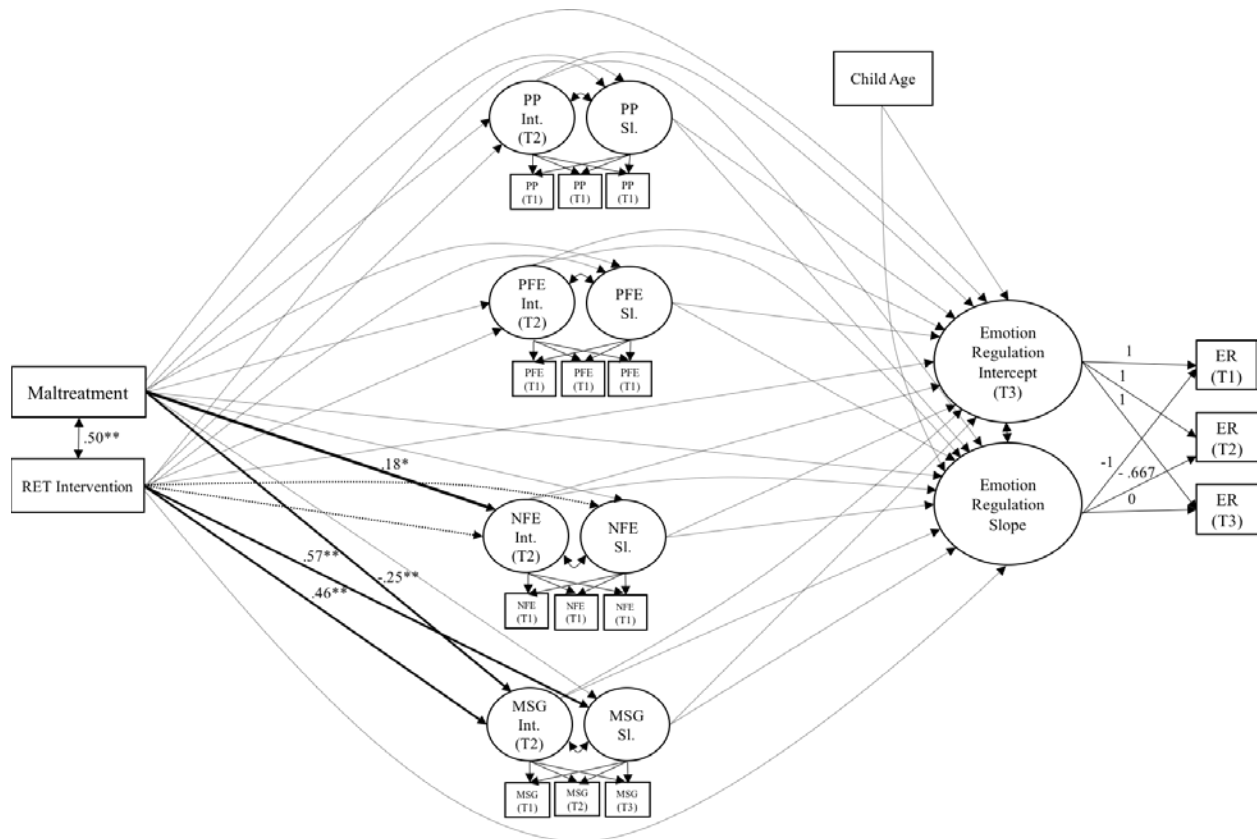 Child Age
PP
Int.
(T2)
PP
Sl.
PP
(T1)
PP
(T1)
PP
(T1)
PFE
Int.
(T2)
PFE
Sl.
PFE
(T1)
PFE
(T1)
PFE
(T1)
Maltreatment
.50**
RET Intervention
.18*
.57**
-.25**
.46**
NFE
Int.
(T2)
NFE
Sl.
NFE
(T1)
NFE
(T1)
NFE
(T1)
MSG
Int.
(T2)
MSG
Sl.
MSG
(T1)
MSG
(T2)
MSG
(T3)
Emotion
Regulation
Intercept
(T3)
Emotion
Regulation
Slope
1
1
1
-1
- .667
0
ER
(T1)
ER
(T2)
ER
(T3)